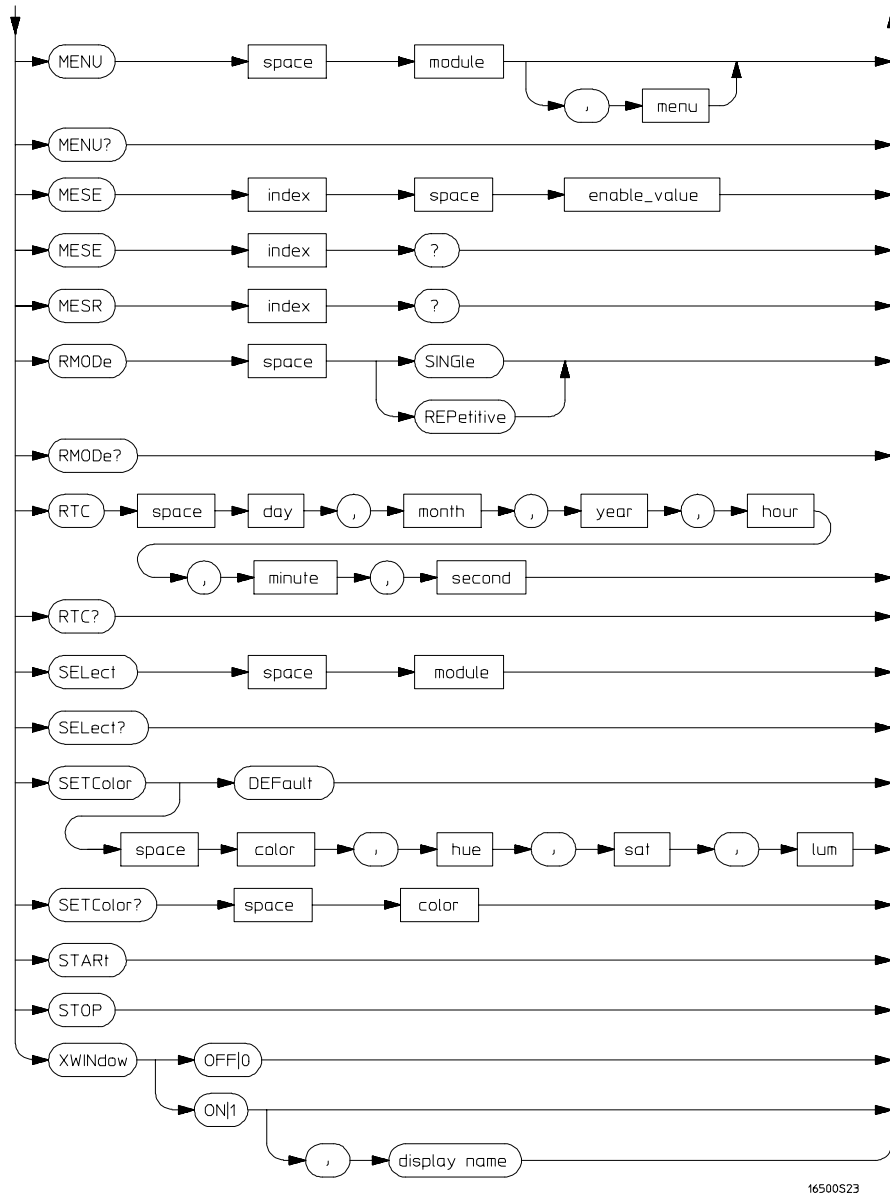 MENU space module
, menu
MENU?
MESE index space enable_value
MESE index ?
MESR index ?
RMODe space SINGle
REPetitive
RMODe?
RTC space day , month , year , hour
, minute , second
RTC?
SELect space module
SELect?
SETColor DEFault
space color , hue , sat , lum
SETColor? space color
STARt
STOP
XWINdow OFF|0
ON|1
, display name
16500S23